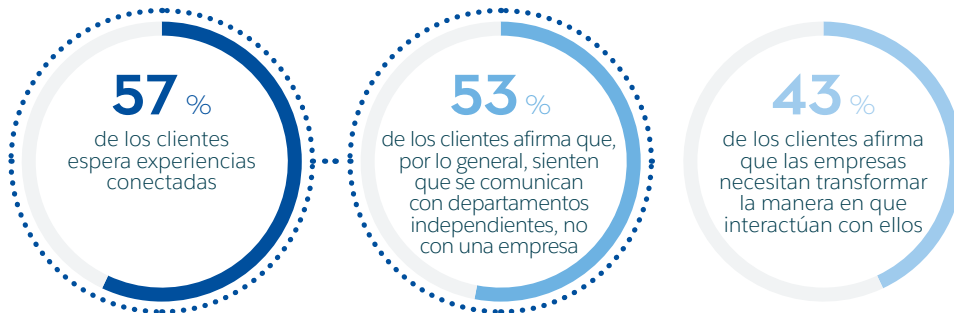 57 %
de los clientes
espera experiencias
conectadas
53 %
de los clientes afirma que,
por lo general, sienten
que se comunican
con departamentos
independientes, no
con una empresa
43 %
de los clientes afirma
que las empresas
necesitan transformar
la manera en que
interactúan con ellos